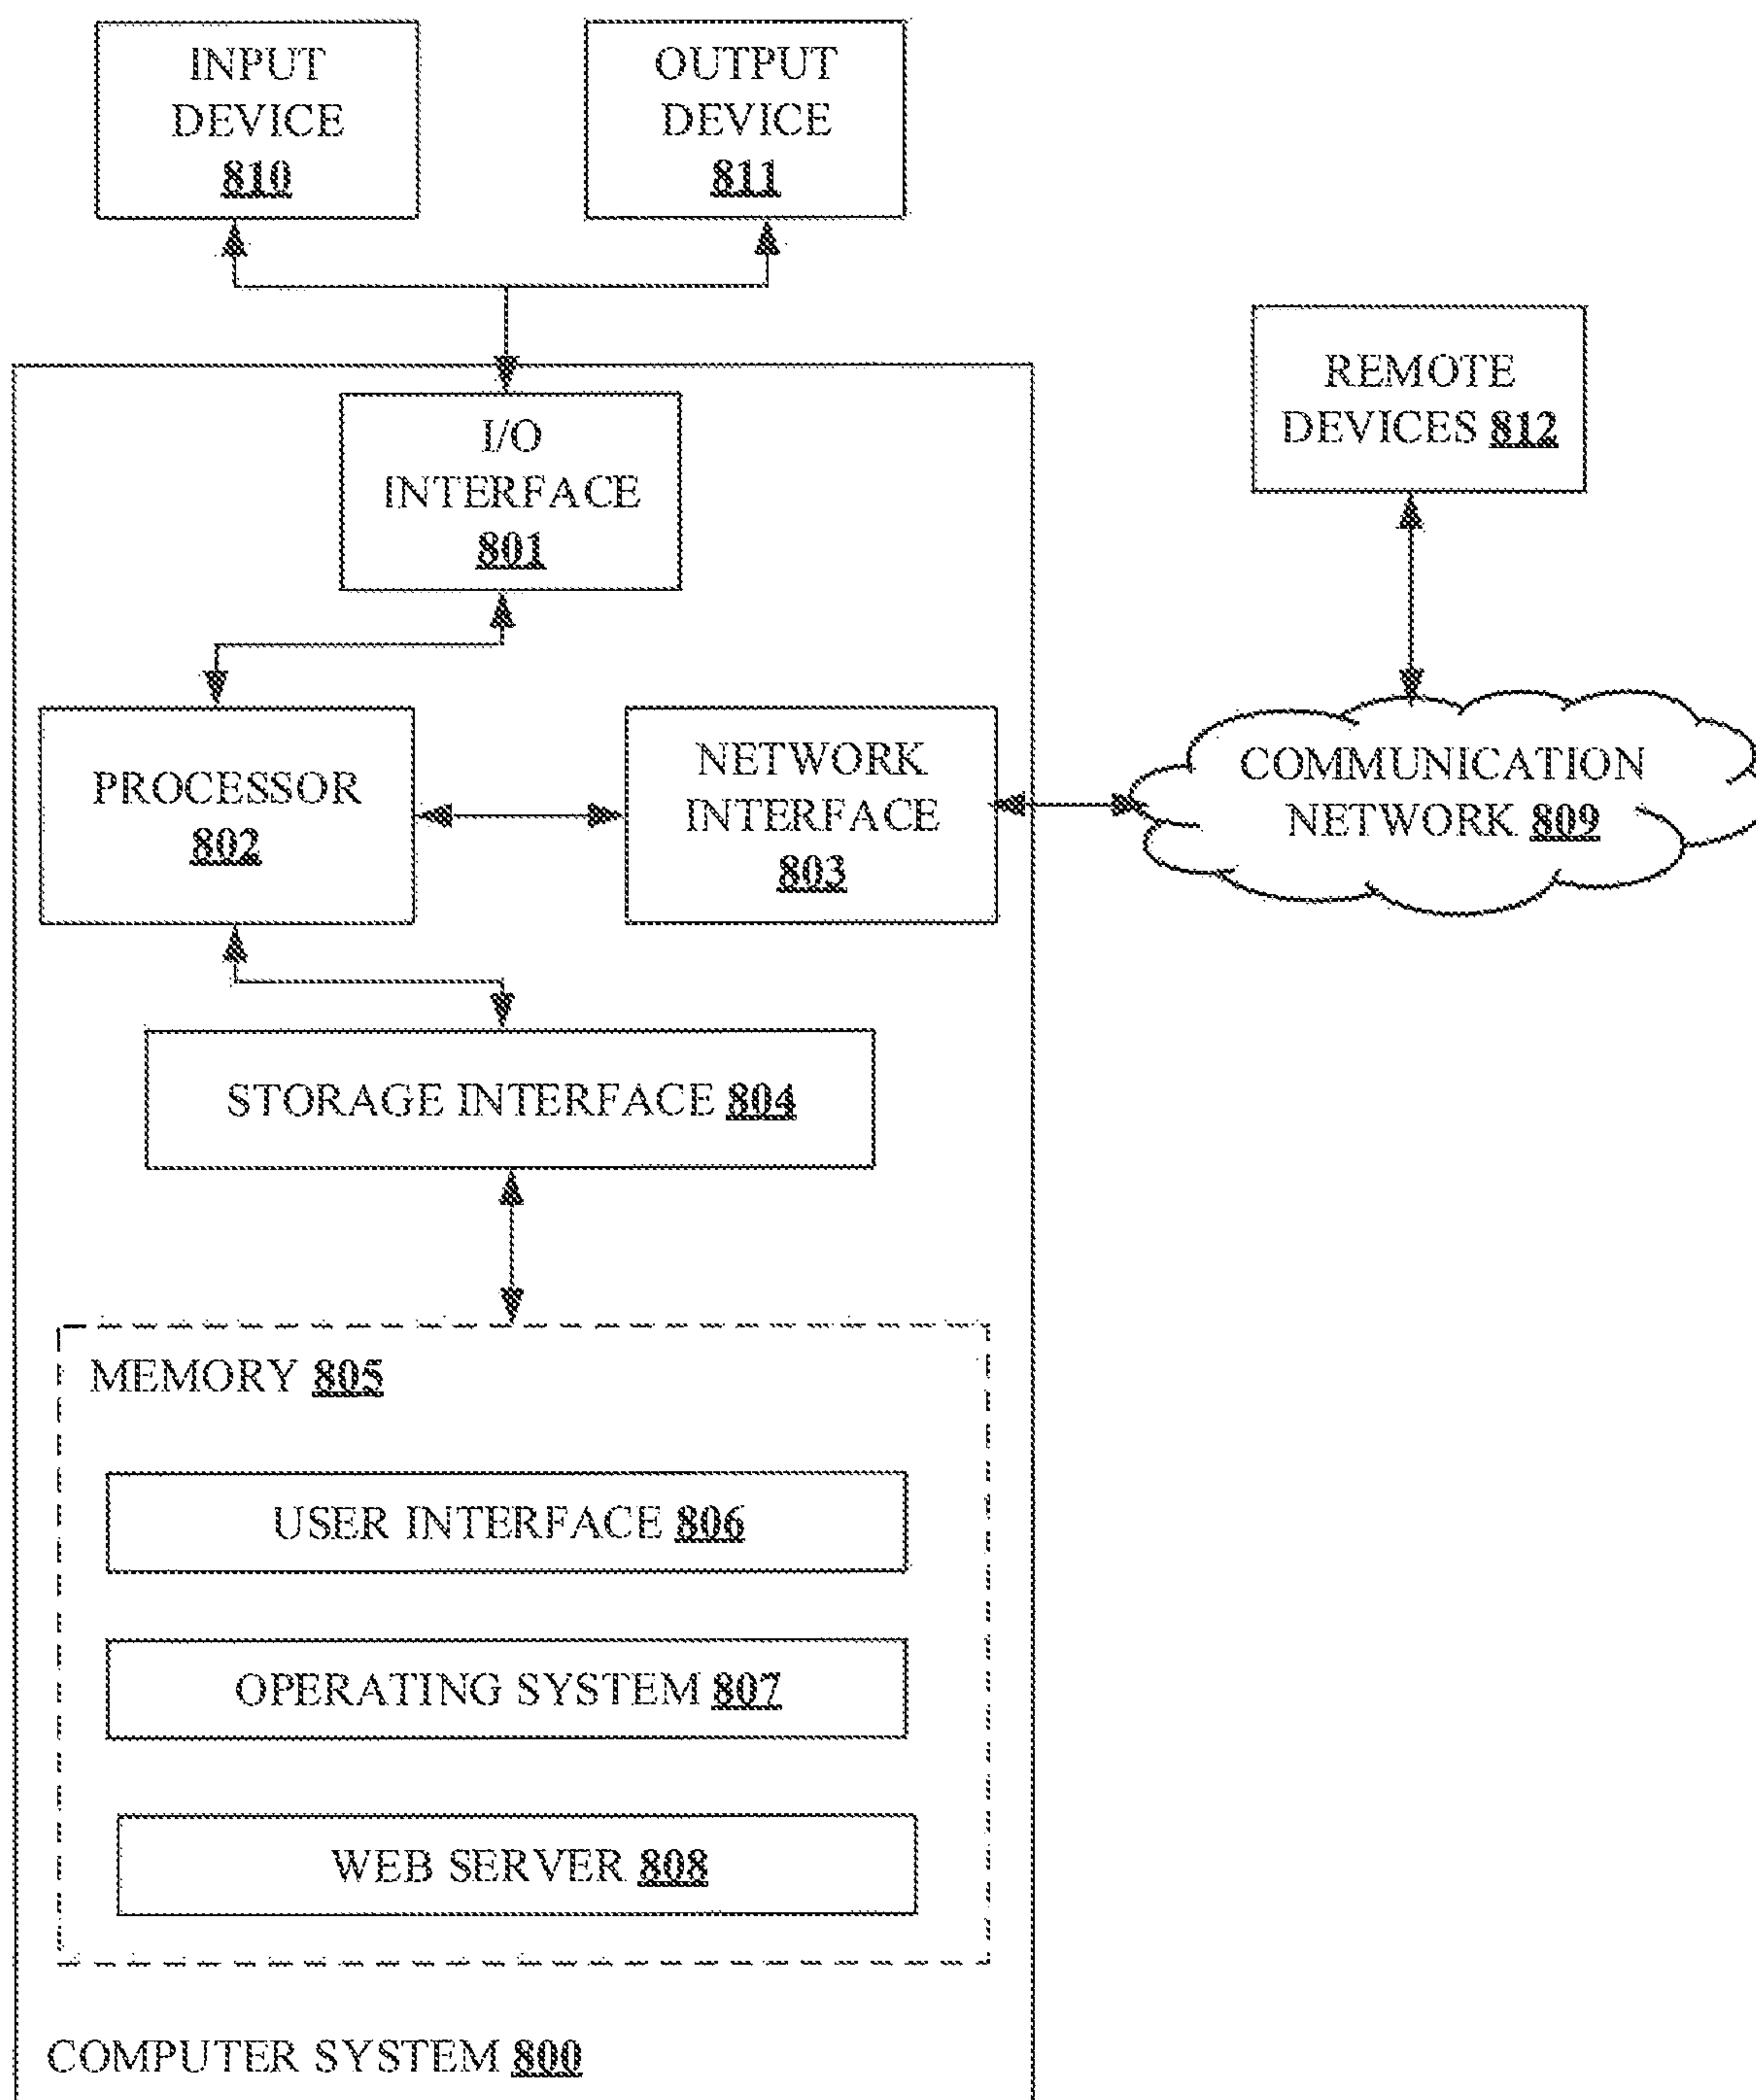 INPUT
DEVICE
810
OUTPUT
DEVICE
811
I/O
INTERFACE
801
REMOTE
DEVICES 812
PROCESSOR
802
NETWORK
INTERFACE
803
COMMUNICATION
NETWORK 809
STORAGE INTERFACE 804
MEMORY 805
USER INTERFACE 806
OPERATING SYSTEM 807
WEB SERVER 808
COMPUTER SYSTEM 800